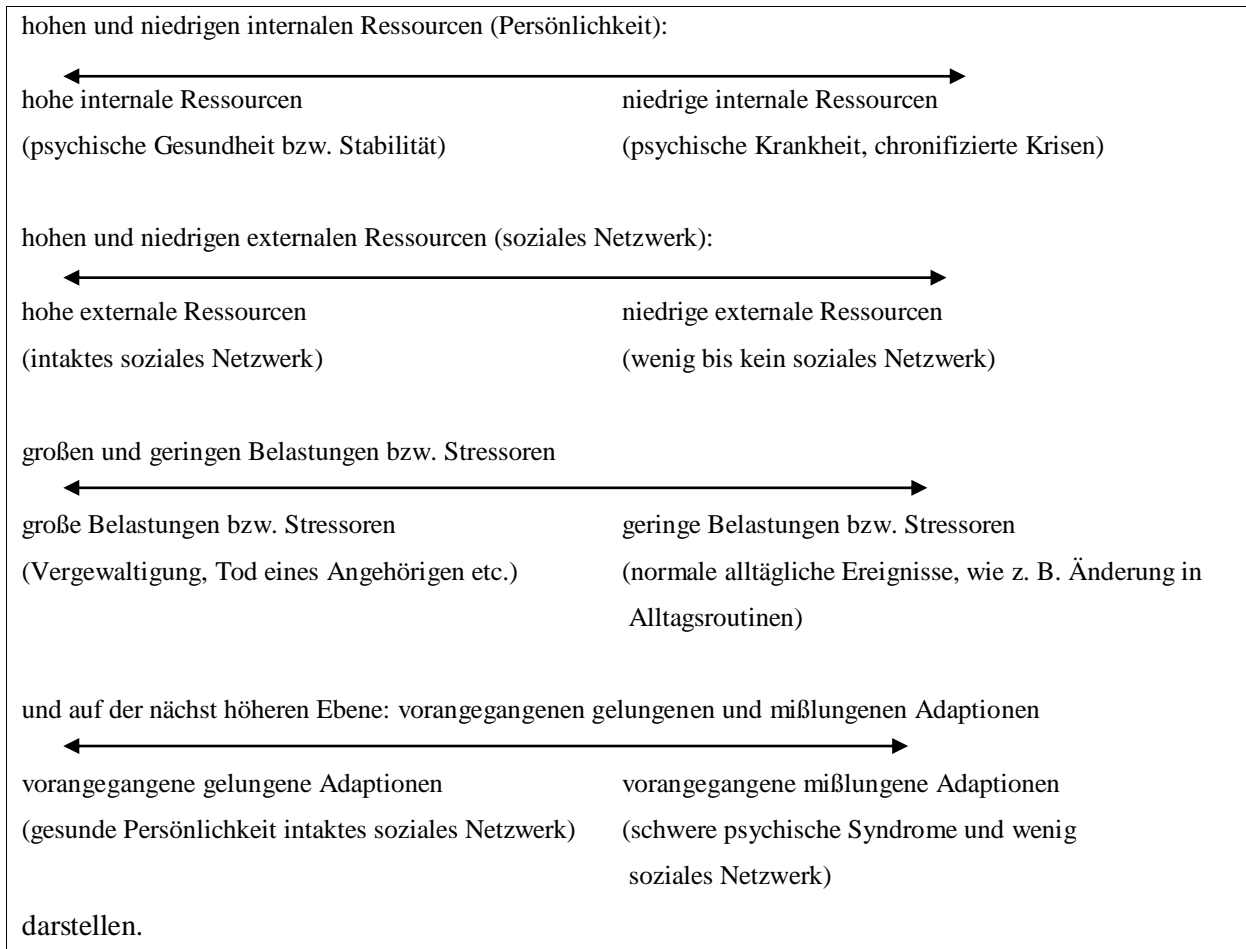 hohen und niedrigen internalen Ressourcen (Persönlichkeit):
hohe internale Ressourcen niedrige internale Ressourcen
(psychische Gesundheit bzw. Stabilität) (psychische Krankheit, chronifizierte Krisen)
hohen und niedrigen externalen Ressourcen (soziales Netzwerk):
hohe externale Ressourcen niedrige externale Ressourcen
(intaktes soziales Netzwerk) (wenig bis kein soziales Netzwerk)
großen und geringen Belastungen bzw. Stressoren
große Belastungen bzw. Stressoren geringe Belastungen bzw. Stressoren
(Vergewaltigung, Tod eines Angehörigen etc.) (normale alltägliche Ereignisse, wie z. B. Änderung in
Alltagsroutinen)
und auf der nächst höheren Ebene: vorangegangenen gelungenen und mißlungenen Adaptionen
vorangegangene gelungene Adaptionen vorangegangene mißlungene Adaptionen
(gesunde Persönlichkeit intaktes soziales Netzwerk) (schwere psychische Syndrome und wenig
soziales Netzwerk)
darstellen.